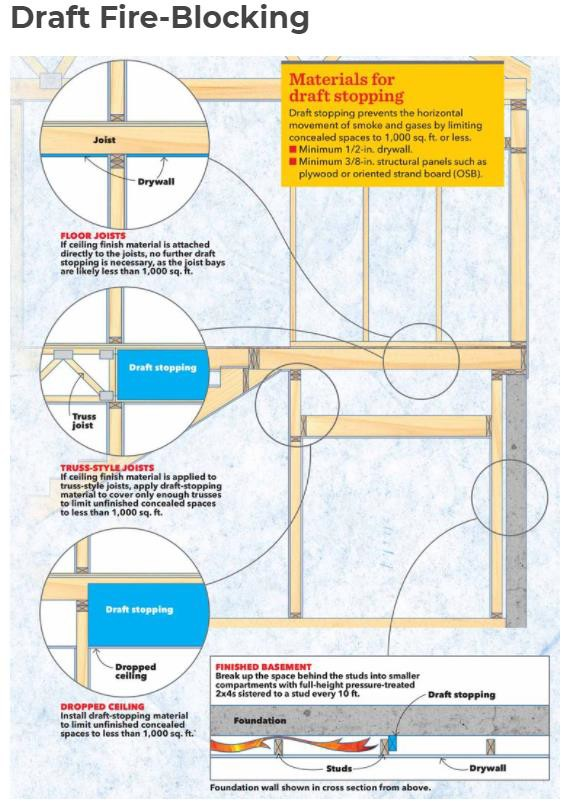 Draft Fire-Blocking
Materials for
draft stopping
Draft stopping prevents the horizontal
movement of smoke and gases by limiting
concealed spaces to 1,000 sq. ft. or less.
■ Minimum 1/2-in. drywall.
■ Minimum 3/8-in. structural panels such as
plywood or oriented strand board (OSB).
Joist
Drywall
FLOOR JOISTS
If ceiling finish material is attached
directly to the joists, no further draft
stopping is necessary, as the joist bays
are likely less than 1,000 sq. ft.
Draft stopping
Truss
joist
TRUSS-STYLE JOISTS
If ceiling finish material is applied to
truss-style joists, apply draft-stopping
material to cover only enough trusses
to limit unfinished concealed spaces
to less than 1,000 sq. ft.
Draft stopping
Dropped
ceiling
DROPPED CEILING
Install draft-stopping material
to limit unfinished concealed
spaces to less than 1,000 sq. ft.
FINISHED BASEMENT
Break up the space behind the studs into smaller
compartments with full-height pressure-treated
2x4s sistered to a stud every 10 ft.
Draft stopping
Foundation
Studs
Drywall
Foundation wall shown in cross section from above.